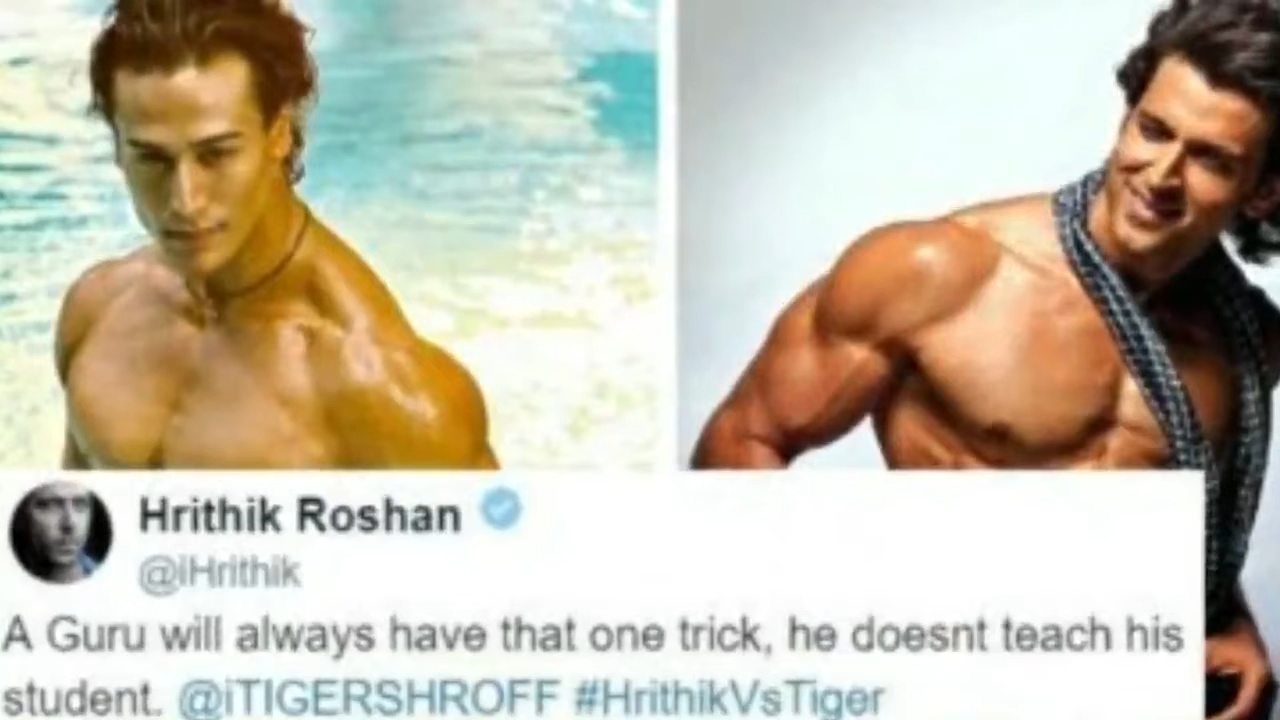 Hrithik Roshan
@iHrithik
A Guru will always have that one trick, he doesnt teach his
student. @iTIGERSHROFF #HrithikVsTiger